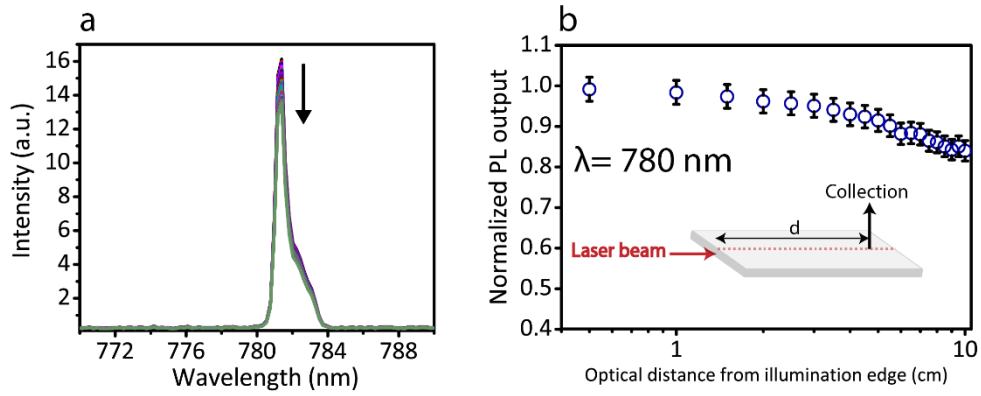 a
16
14
12
10
8
6
4
2
Intensity (a.u.)
772 776 780 784 788
Wavelength (nm)
b
1.1
1.0
0.9
0.8
0.7
0.6
0.5
0.4
Normalized PL output
λ= 780 nm
Collection
d
Laser beam
1 10
Optical distance from illumination edge (cm)